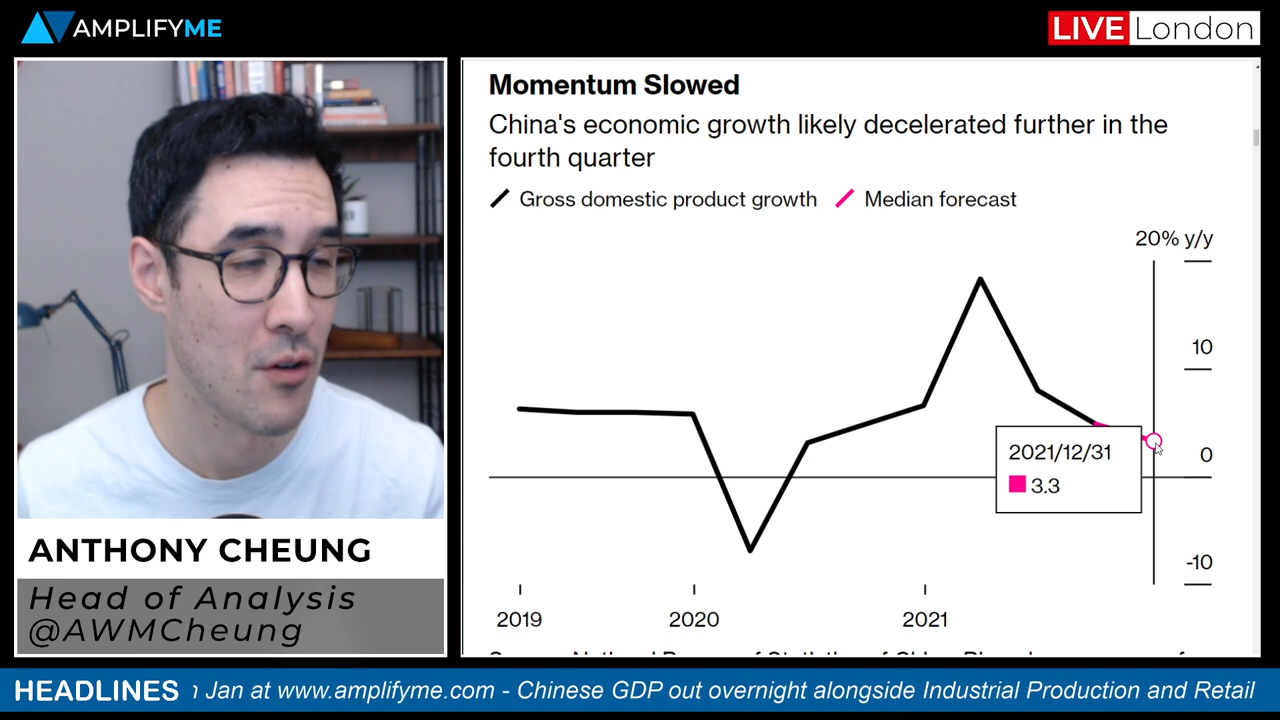 AMPLIFYME
LIVE London
Momentum Slowed
China's economic growth likely decelerated further in the
fourth quarter
Gross domestic product growth Median forecast
20% y/y
10
2021/12/31
3.3
0
-10
2019 2020 2021
ANTHONY CHEUNG
Head of Analysis
@AWMCheung
HEADLINES Jan at www.amplifyme.com - Chinese GDP out overnight alongside Industrial Production and Retail